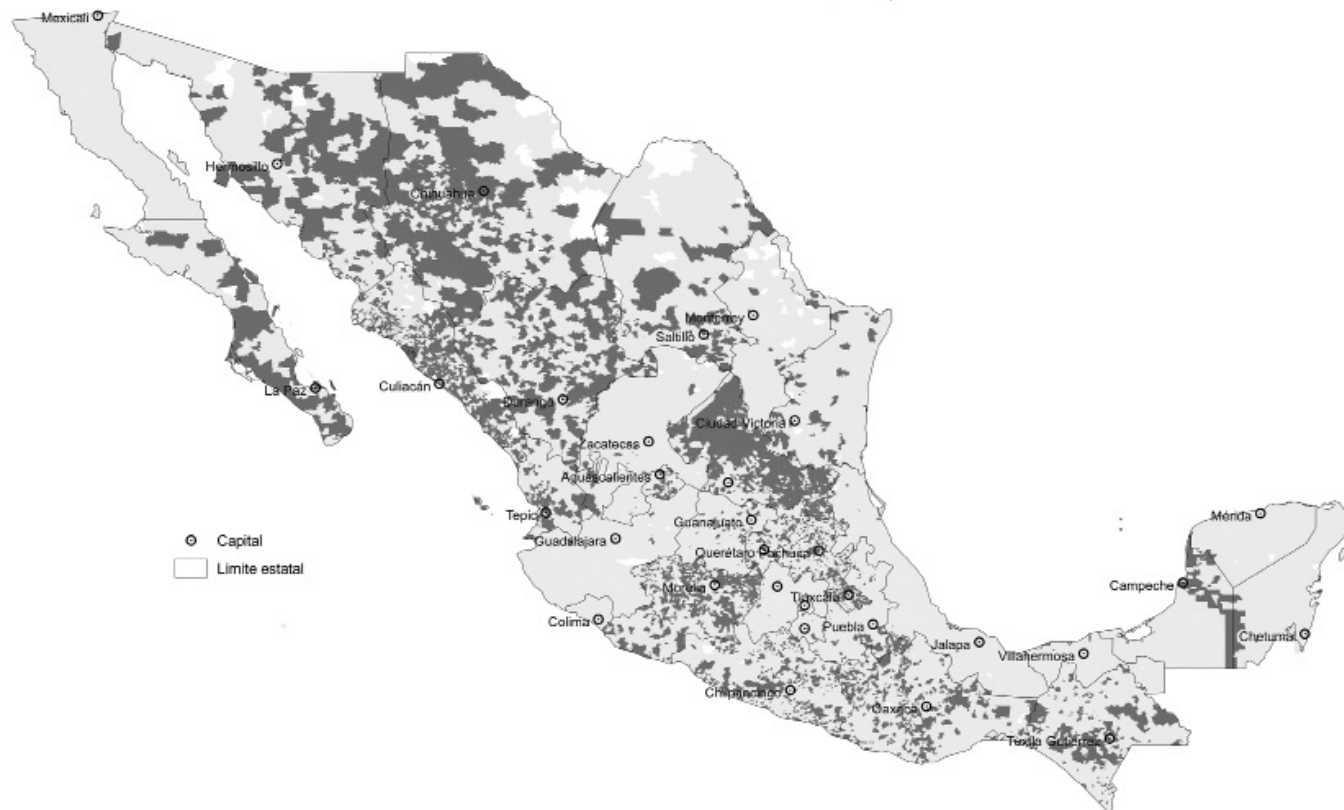 Mexicali
Hermosillo
Chihuahua
Monterrey
Saltillo
La Paz
Culiacán
Durango
Ciudad Victoria
Zacatecas
Aguascalientes
Tepic
Guanajuato
Mérida
Capital
Guadalajara
Querétaro
Pachuca
Limite estatal
Campeche
Morelia
Tlaxcala
Colima
Puebla
Chetumal
Jalapa
Villahermosa
Chilpancingo
Oaxaca
Tuxtla Gutiérrez